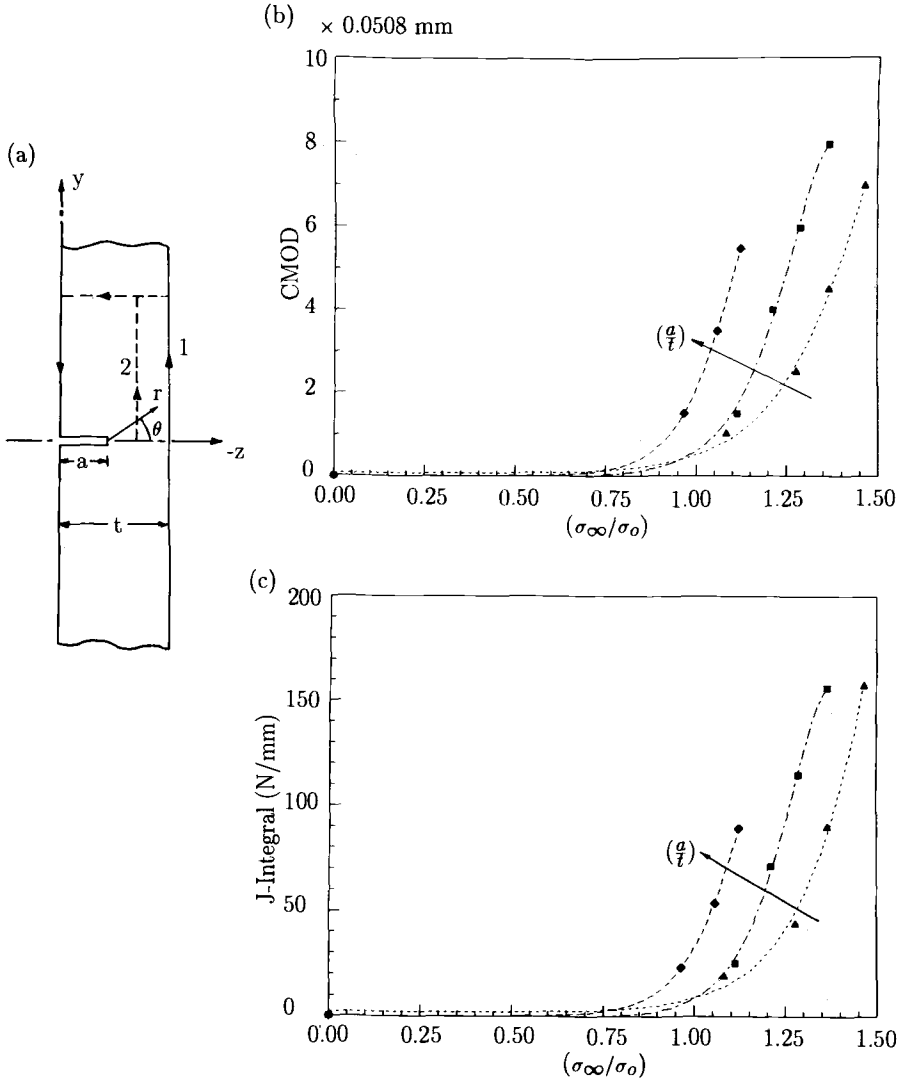 (a)
y
1
2
r
θ
-z
a
t
(b)
× 0.0508 mm
10
8
6
4
2
0
CMOD
(a/t)
0.00 0.25 0.50 0.75 1.00 1.25 1.50
(σ∞/σo)
(c)
200
150
100
50
0
J-Integral (N/mm)
(a/t)
0.00 0.25 0.50 0.75 1.00 1.25 1.50
(σ∞/σo)